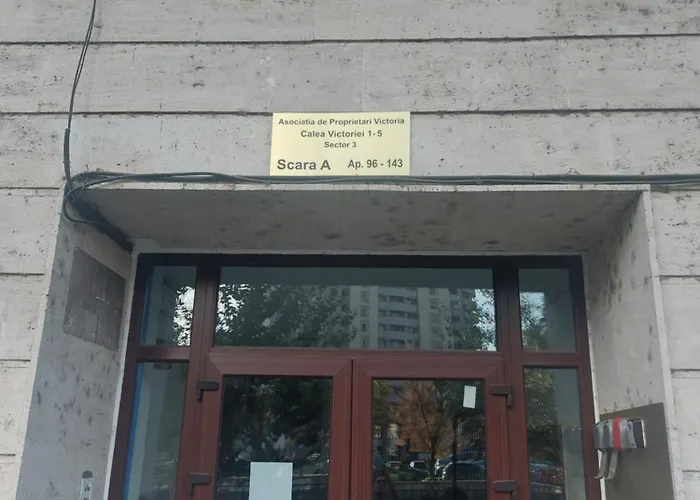 Asociatia de Proprietari Victoria
Calea Victoriei 1-5
Sector 3
Scara A Ap. 96 - 143